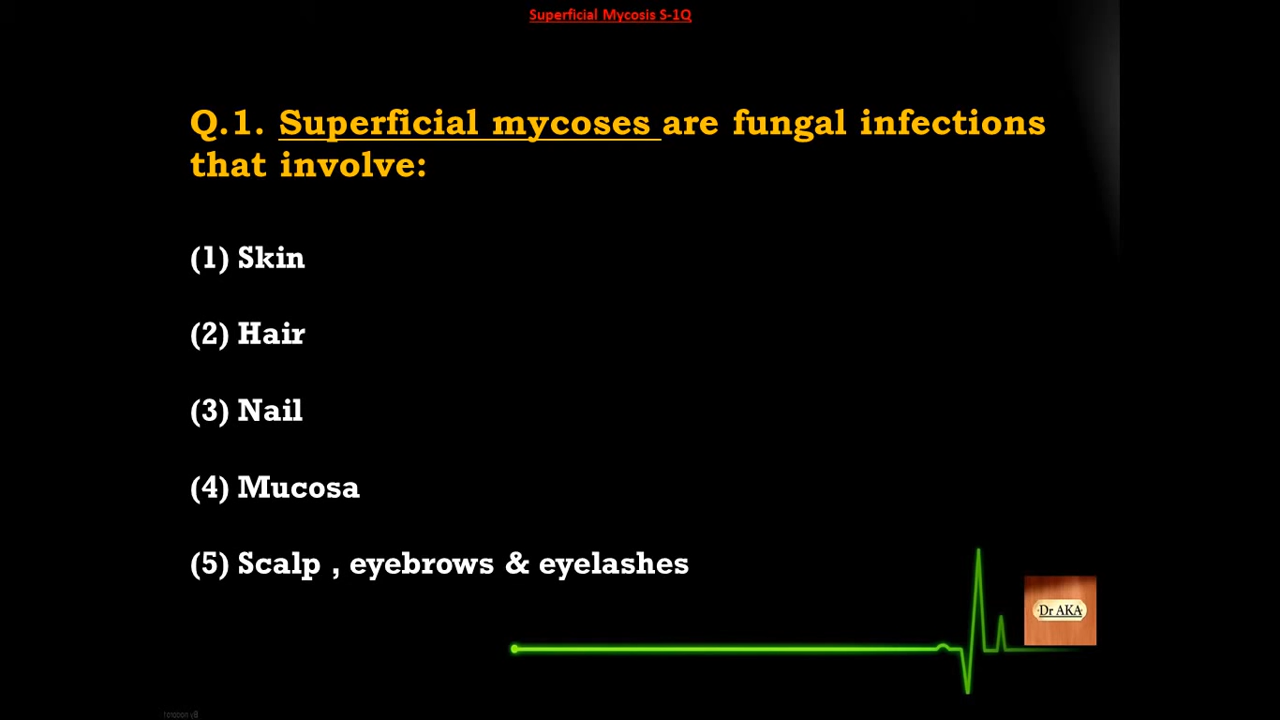 Superficial Mycosis S-1Q
Q.1. Superficial mycoses are fungal infections
that involve:
(1) Skin
(2) Hair
(3) Nail
(4) Mucosa
(5) Scalp , eyebrows & eyelashes
Dr AKA